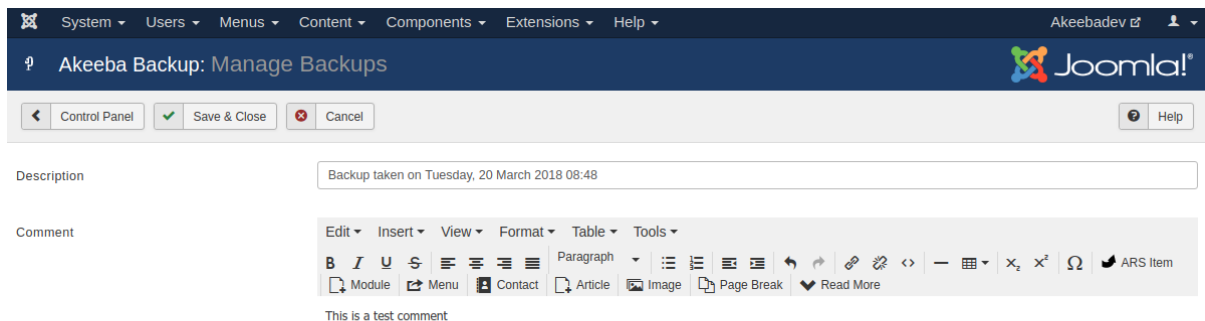 System Users Menus Content Components Extensions Help Akeebadev
Akeeba Backup: Manage Backups Joomla!®
Control Panel Save & Close Cancel Help
Description Backup taken on Tuesday, 20 March 2018 08:48
Comment Edit Insert View Format Table Tools
B I U S Paragraph x₂ x² Ω ARS Item
Module Menu Contact Article Image Page Break Read More
This is a test comment